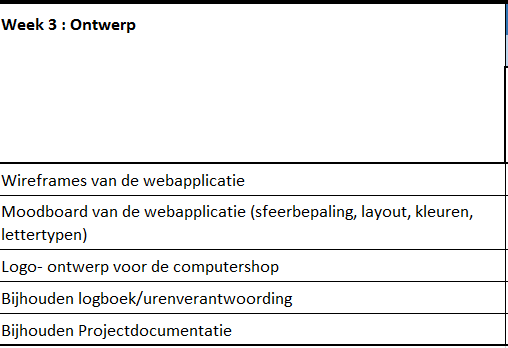 Week 3 : Ontwerp
Wireframes van de webapplicatie
Moodboard van de webapplicatie (sfeerbepaling, layout, kleuren,
lettertypen)
Logo- ontwerp voor de computershop
Bijhouden logboek/urenverantwoording
Bijhouden Projectdocumentatie